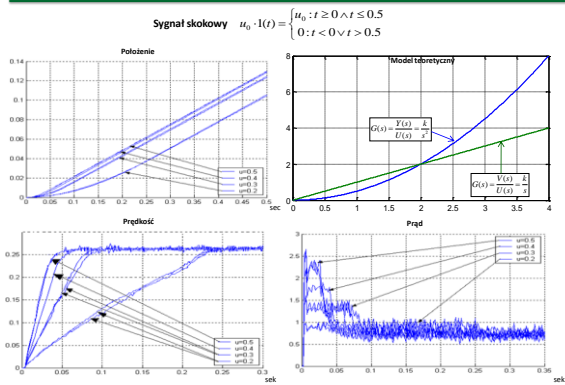 Sygnał skokowy u₀ · 1(t) = { u₀ : t ≥ 0 ∧ t ≤ 0.5
0 : t < 0 ∨ t > 0.5
Położenie
0.14
0.12
0.1
0.08
0.06
0.04
0.02
0
0 0.05 0.1 0.15 0.2 0.25 0.3 0.35 0.4 0.45 0.5
sec
u=0.5
u=0.4
u=0.3
u=0.2
Model teoretyczny
8
6
4
2
0
0 0.5 1 1.5 2 2.5 3 3.5 4
G(s) = Y(s)/U(s) = k/s²
G(s) = V(s)/U(s) = k/s
Prędkość
0.25
0.2
0.15
0.1
0.05
0
0 0.05 0.1 0.15 0.2 0.25 0.3
sek
u=0.5
u=0.4
u=0.3
u=0.2
Prąd
3
2.5
2
1.5
1
0.5
0
0 0.05 0.1 0.15 0.2 0.25 0.3 0.35
sek
u=0.5
u=0.4
u=0.3
u=0.2